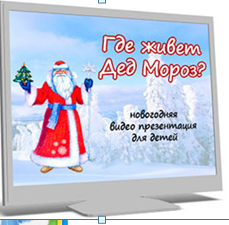 Где живет
Дед Мороз?
новогодняя
видео презентация
для детей